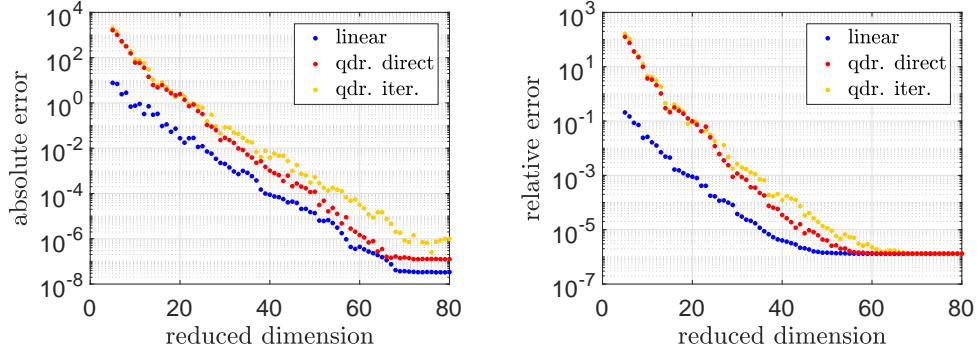 10^4
10^2
10^0
10^-2
10^-4
10^-6
10^-8
absolute error
linear
qdr. direct
qdr. iter.
0 20 40 60 80
reduced dimension
10^3
10^1
10^-1
10^-3
10^-5
10^-7
relative error
linear
qdr. direct
qdr. iter.
0 20 40 60 80
reduced dimension